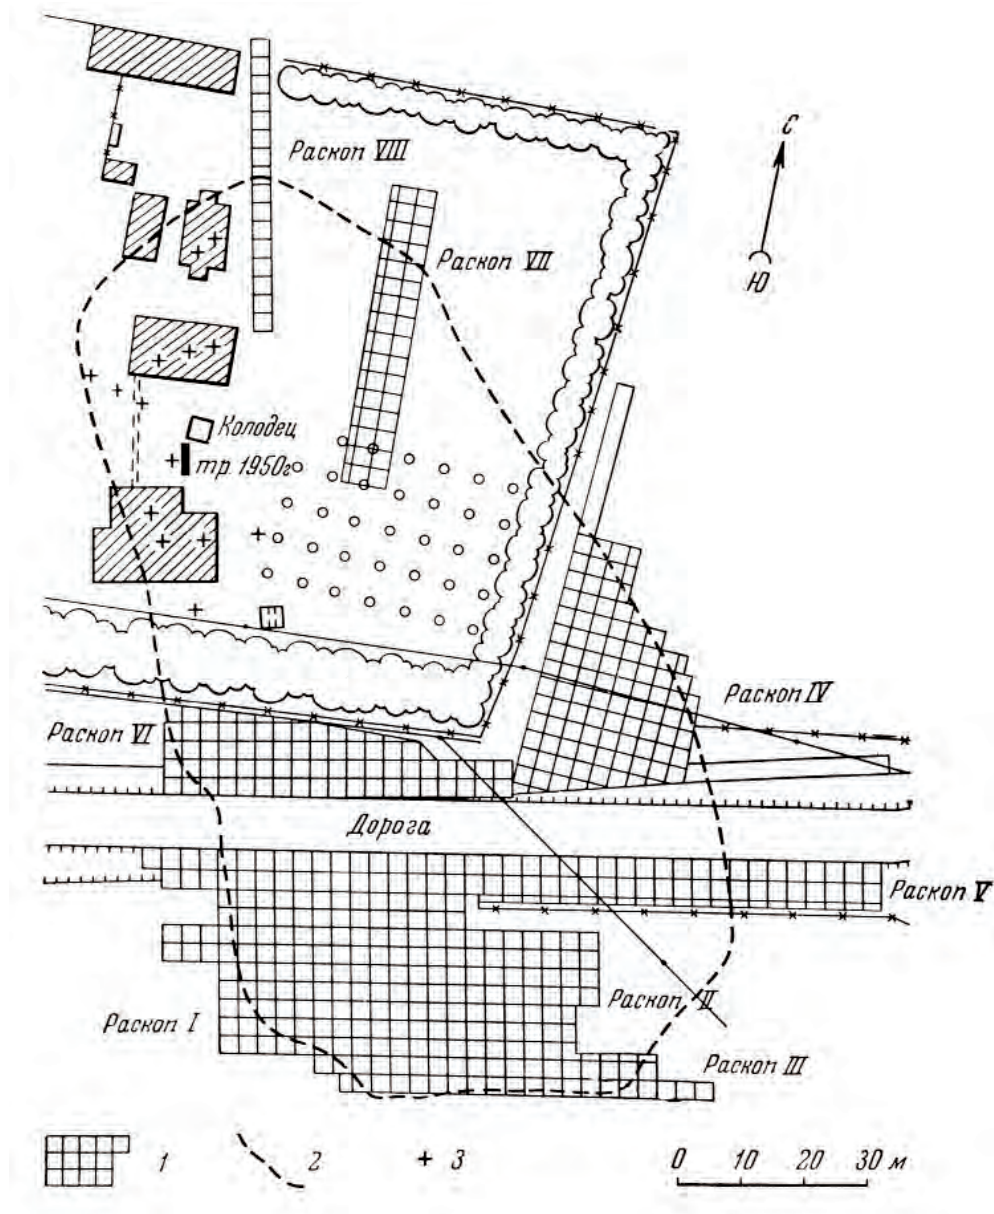 С
Раскоп VIII
Раскоп VII
Ю
Колодец
тр. 1950г
Раскоп IV
Раскоп VI
Дорога
Раскоп V
Раскоп II
Раскоп I
Раскоп III
1
2
3
0 10 20 30 м